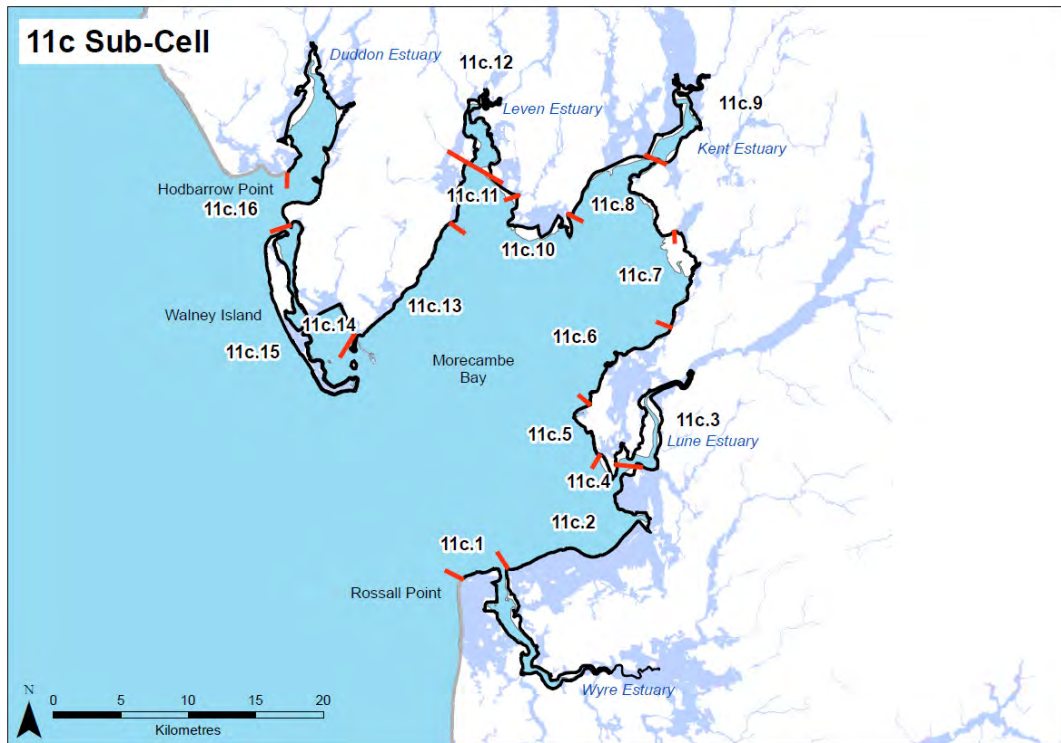 11c Sub-Cell
Duddon Estuary
11c.12
Leven Estuary
11c.9
Kent Estuary
Hodbarrow Point
11c.16
11c.11
11c.8
11c.10
11c.7
Walney Island
11c.14
11c.13
11c.15
11c.6
Morecambe
Bay
11c.3
Lune Estuary
11c.5
11c.4
11c.2
11c.1
Rossall Point
Wyre Estuary
N
0 5 10 15 20
Kilometres